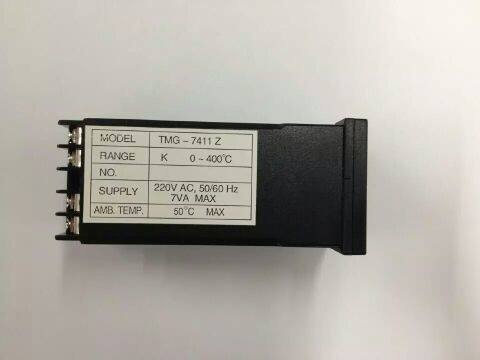 MODEL TMG-7411 Z
RANGE K 0~400°C
NO.
SUPPLY 220V AC, 50/60 Hz
7VA MAX
AMB. TEMP. 50°C MAX